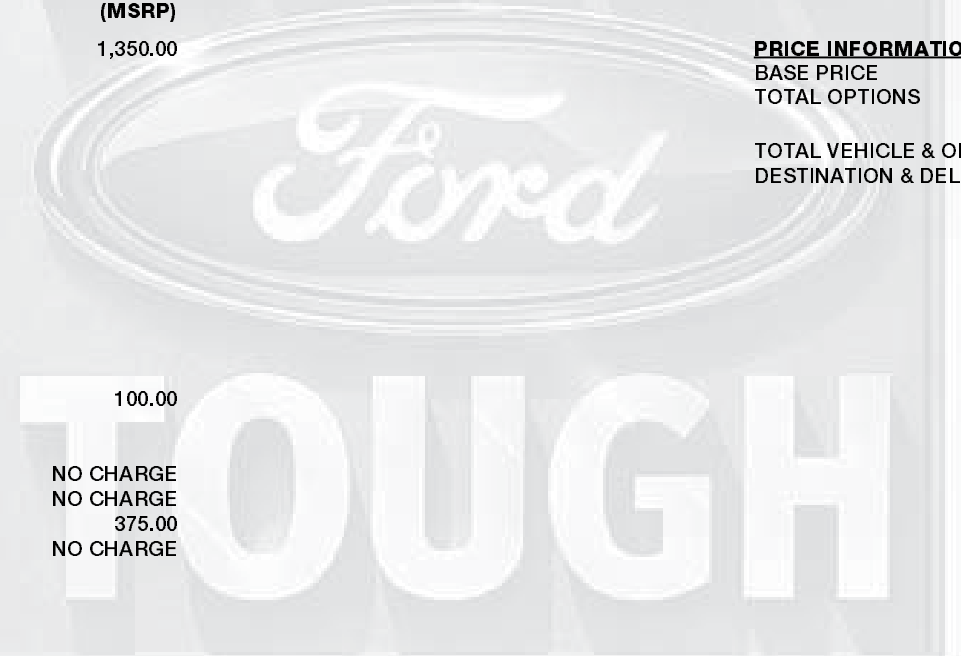 (MSRP)
1,350.00
PRICE INFORMATIO
BASE PRICE
TOTAL OPTIONS
TOTAL VEHICLE & O
DESTINATION & DEL
Ford
100.00
TOUGH
NO CHARGE
NO CHARGE
375.00
NO CHARGE